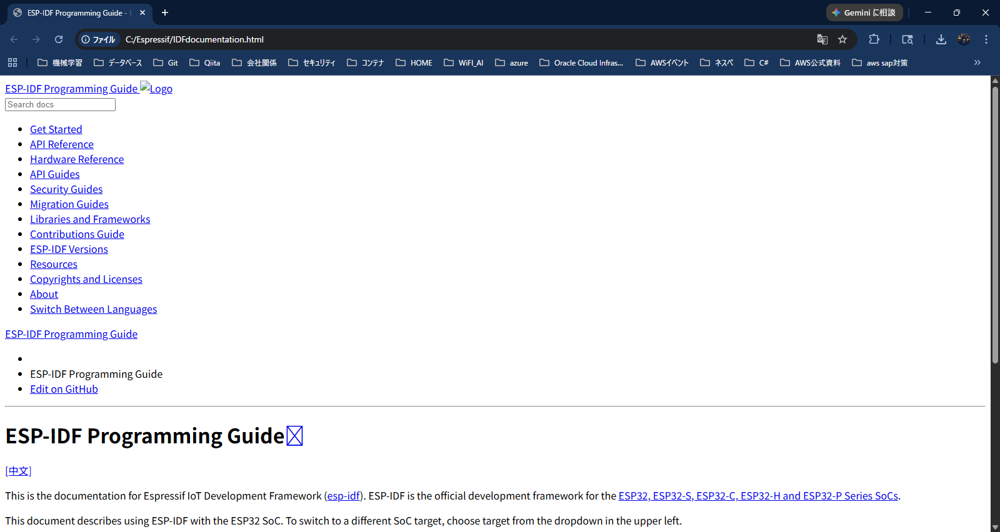 ESP-IDF Programming Guide - E
Gemini に相談
ファイル
C:/Espressif/IDFdocumentation.html
機械学習 データベース Git Qiita 会社関係 セキュリティ コンテナ HOME WiFI_AI azure Oracle Cloud Infras... AWSイベント ネスペ C# AWS公式資料 aws sap対策 »
ESP-IDF Programming Guide Logo
Search docs
Get Started
API Reference
Hardware Reference
API Guides
Security Guides
Migration Guides
Libraries and Frameworks
Contributions Guide
ESP-IDF Versions
Resources
Copyrights and Licenses
About
Switch Between Languages
ESP-IDF Programming Guide
ESP-IDF Programming Guide
Edit on GitHub
ESP-IDF Programming Guide
[中文]
This is the documentation for Espressif IoT Development Framework (esp-idf). ESP-IDF is the official development framework for the ESP32, ESP32-S, ESP32-C, ESP32-H and ESP32-P Series SoCs.
This document describes using ESP-IDF with the ESP32 SoC. To switch to a different SoC target, choose target from the dropdown in the upper left.